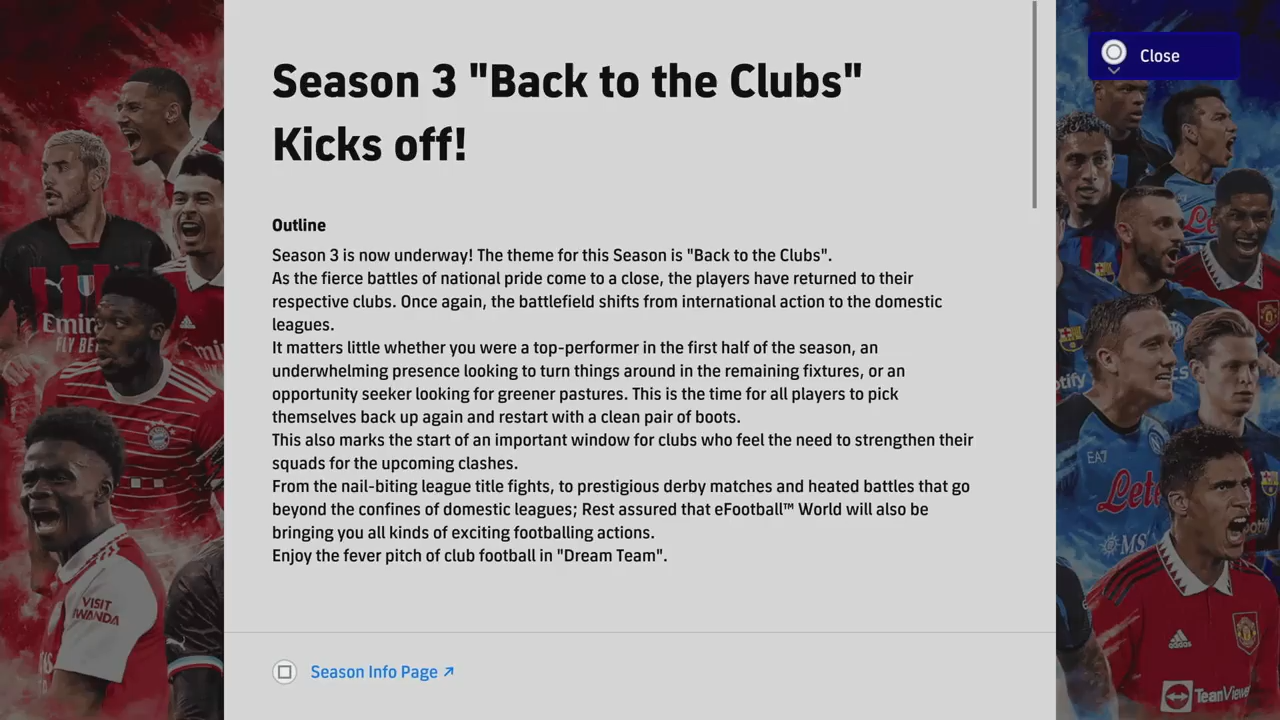 Season 3 "Back to the Clubs"
Kicks off!
Close
Outline
Season 3 is now underway! The theme for this Season is "Back to the Clubs".
As the fierce battles of national pride come to a close, the players have returned to their
respective clubs. Once again, the battlefield shifts from international action to the domestic
leagues.
It matters little whether you were a top-performer in the first half of the season, an
underwhelming presence looking to turn things around in the remaining fixtures, or an
opportunity seeker looking for greener pastures. This is the time for all players to pick
themselves back up again and restart with a clean pair of boots.
This also marks the start of an important window for clubs who feel the need to strengthen their
squads for the upcoming clashes.
From the nail-biting league title fights, to prestigious derby matches and heated battles that go
beyond the confines of domestic leagues; Rest assured that eFootball™ World will also be
bringing you all kinds of exciting footballing actions.
Enjoy the fever pitch of club football in "Dream Team".
Season Info Page
FLY BE
VISIT
RWANDA
EA7
Lete
MS
adidas
TeamView